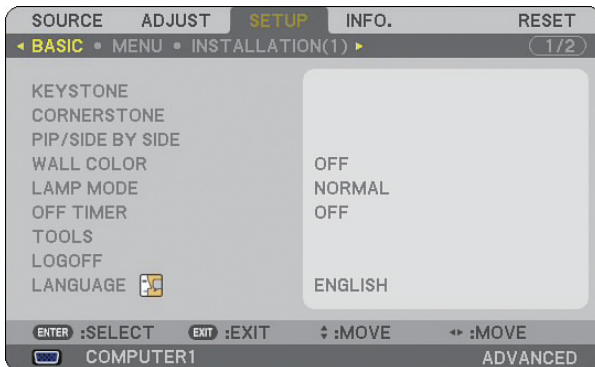 SOURCE ADJUST SETUP INFO. RESET
BASIC • MENU • INSTALLATION(1) 1/2
KEYSTONE
CORNERSTONE
PIP/SIDE BY SIDE
WALL COLOR OFF
LAMP MODE NORMAL
OFF TIMER OFF
TOOLS
LOGOFF
LANGUAGE ENGLISH
ENTER :SELECT EXIT :EXIT :MOVE :MOVE
COMPUTER1 ADVANCED